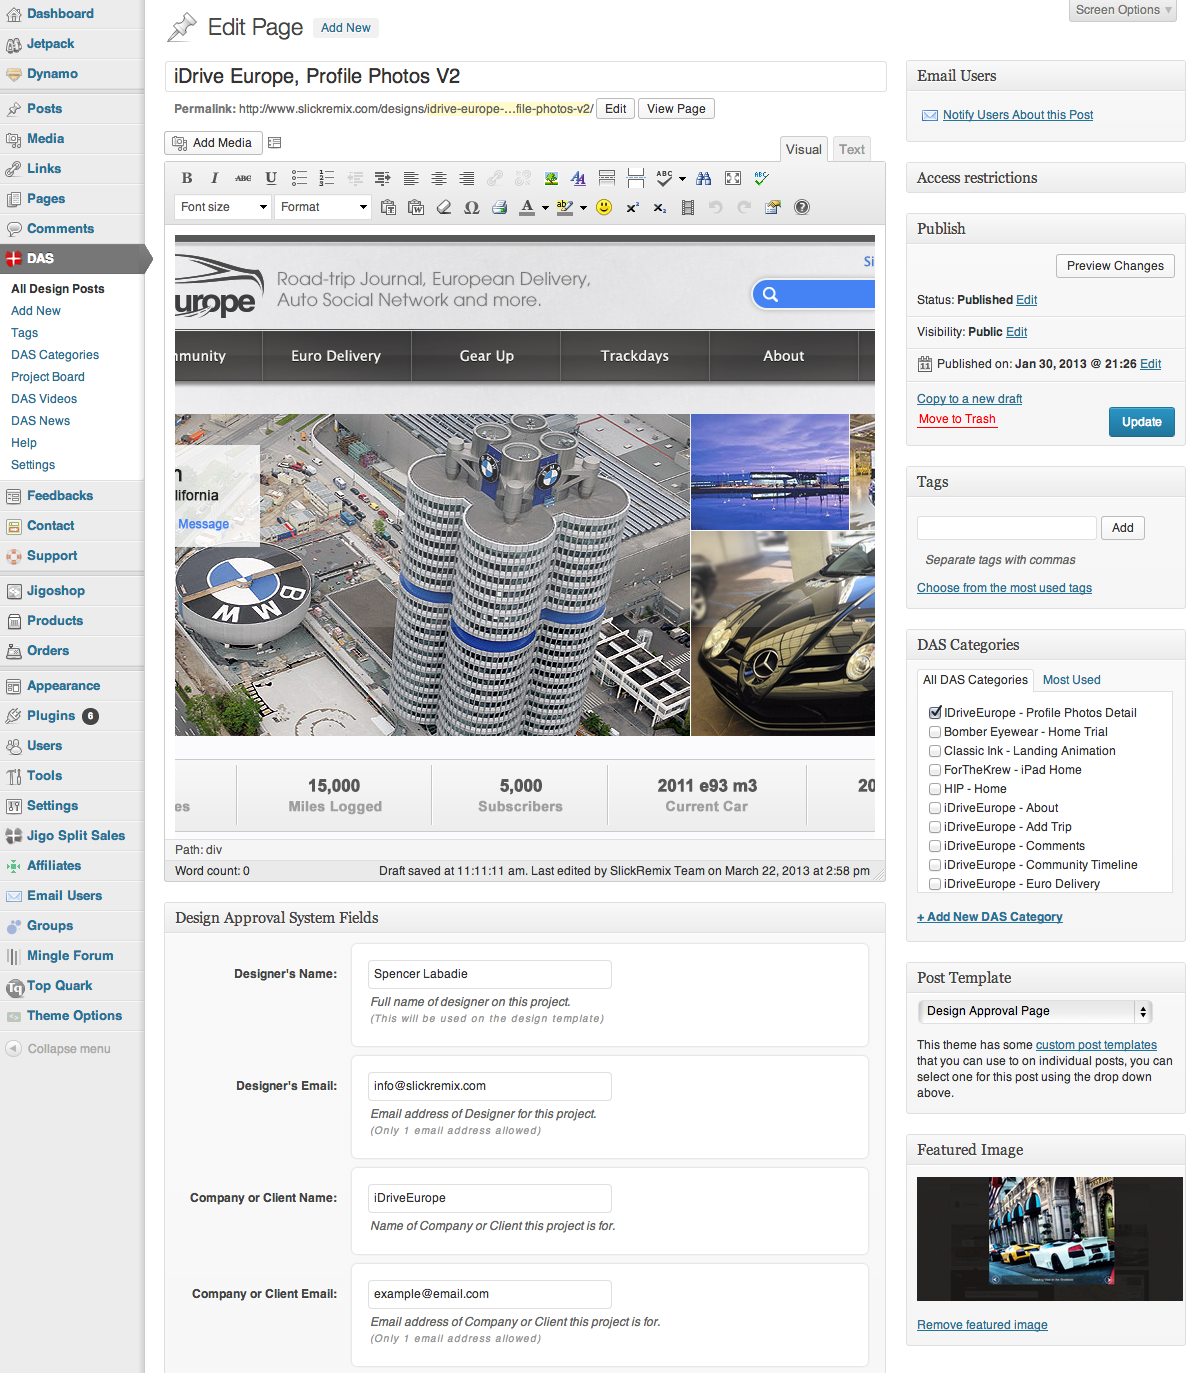 Screen Options
Dashboard
Jetpack
Dynamo
Posts
Media
Links
Pages
Comments
DAS
All Design Posts
Add New
Tags
DAS Categories
Project Board
DAS Videos
DAS News
Help
Settings
Feedbacks
Contact
Support
Jigoshop
Products
Orders
Appearance
Plugins 6
Users
Tools
Settings
Jigo Split Sales
Affiliates
Email Users
Groups
Mingle Forum
Tq Top Quark
Theme Options
Collapse menu
Edit Page Add New
iDrive Europe, Profile Photos V2
Permalink: http://www.slickremix.com/designs/idrive-europe-...file-photos-v2/ Edit View Page
Add Media
Visual Text
B I ABC U ABC ABC
Font size Format
Road-trip Journal, European Delivery,
Auto Social Network and more.
urope
Si
nmunity Euro Delivery Gear Up Trackdays About
n
lifornia
Message
BMW
es
15,000
Miles Logged
5,000
Subscribers
2011 e93 m3
Current Car
20
Path: div
Word count: 0 Draft saved at 11:11:11 am. Last edited by SlickRemix Team on March 22, 2013 at 2:58 pm
Design Approval System Fields
Designer's Name: Spencer Labadie
Full name of designer on this project.
(This will be used on the design template)
Designer's Email: info@slickremix.com
Email address of Designer for this project.
(Only 1 email address allowed)
Company or Client Name: iDriveEurope
Name of Company or Client this project is for.
Company or Client Email: example@email.com
Email address of Company or Client this project is for.
(Only 1 email address allowed)
Email Users
Notify Users About this Post
Access restrictions
Publish
Preview Changes
Status: Published Edit
Visibility: Public Edit
Published on: Jan 30, 2013 @ 21:26 Edit
Copy to a new draft
Move to Trash
Update
Tags
Add
Separate tags with commas
Choose from the most used tags
DAS Categories
All DAS Categories Most Used
IDriveEurope - Profile Photos Detail
Bomber Eyewear - Home Trial
Classic Ink - Landing Animation
ForTheKrew - iPad Home
HIP - Home
iDriveEurope - About
iDriveEurope - Add Trip
iDriveEurope - Comments
iDriveEurope - Community Timeline
iDriveEurope - Euro Delivery
+ Add New DAS Category
Post Template
Design Approval Page
This theme has some custom post templates
that you can use to on individual posts, you can
select one for this post using the drop down
above.
Featured Image
Remove featured image